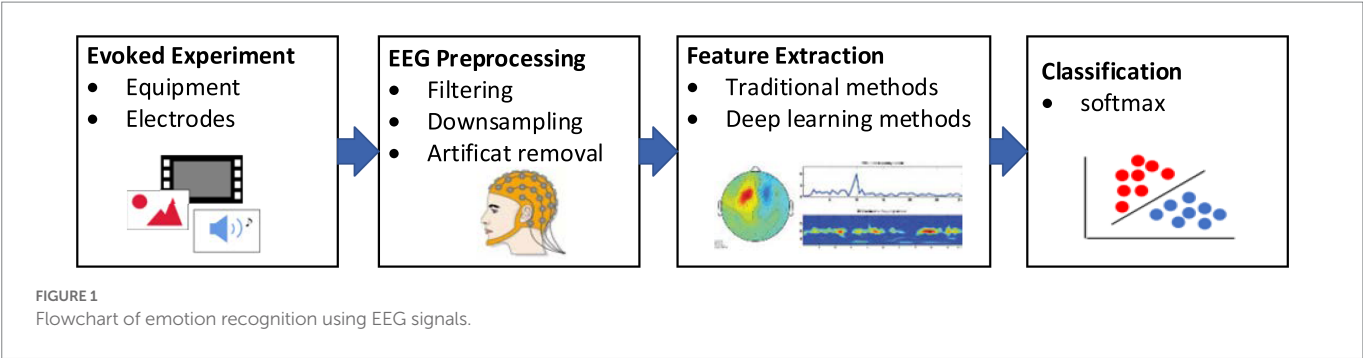 Evoked Experiment
• Equipment
• Electrodes
EEG Preprocessing
• Filtering
• Downsampling
• Artificat removal
Feature Extraction
• Traditional methods
• Deep learning methods
Classification
• softmax
FIGURE 1
Flowchart of emotion recognition using EEG signals.